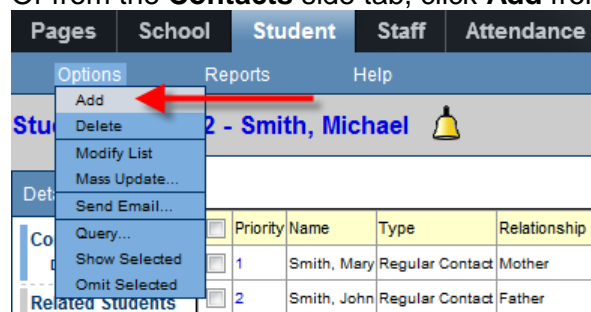 Or from the Contacts side tab, click Add from
Pages School Student Staff Attendance
Options Reports Help
Add
Delete
Modify List
Mass Update...
Send Email...
Query...
Show Selected
Omit Selected
2 - Smith, Michael
Priority Name Type Relationship
1 Smith, Mary Regular Contact Mother
2 Smith, John Regular Contact Father
Related Students